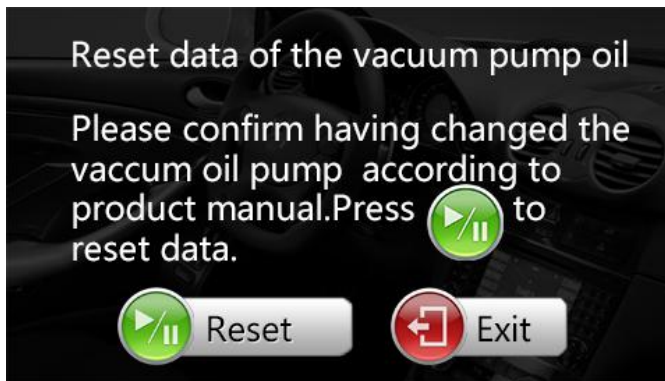 Reset data of the vacuum pump oil
Please confirm having changed the
vaccum oil pump according to
product manual.Press to
reset data.
Reset Exit